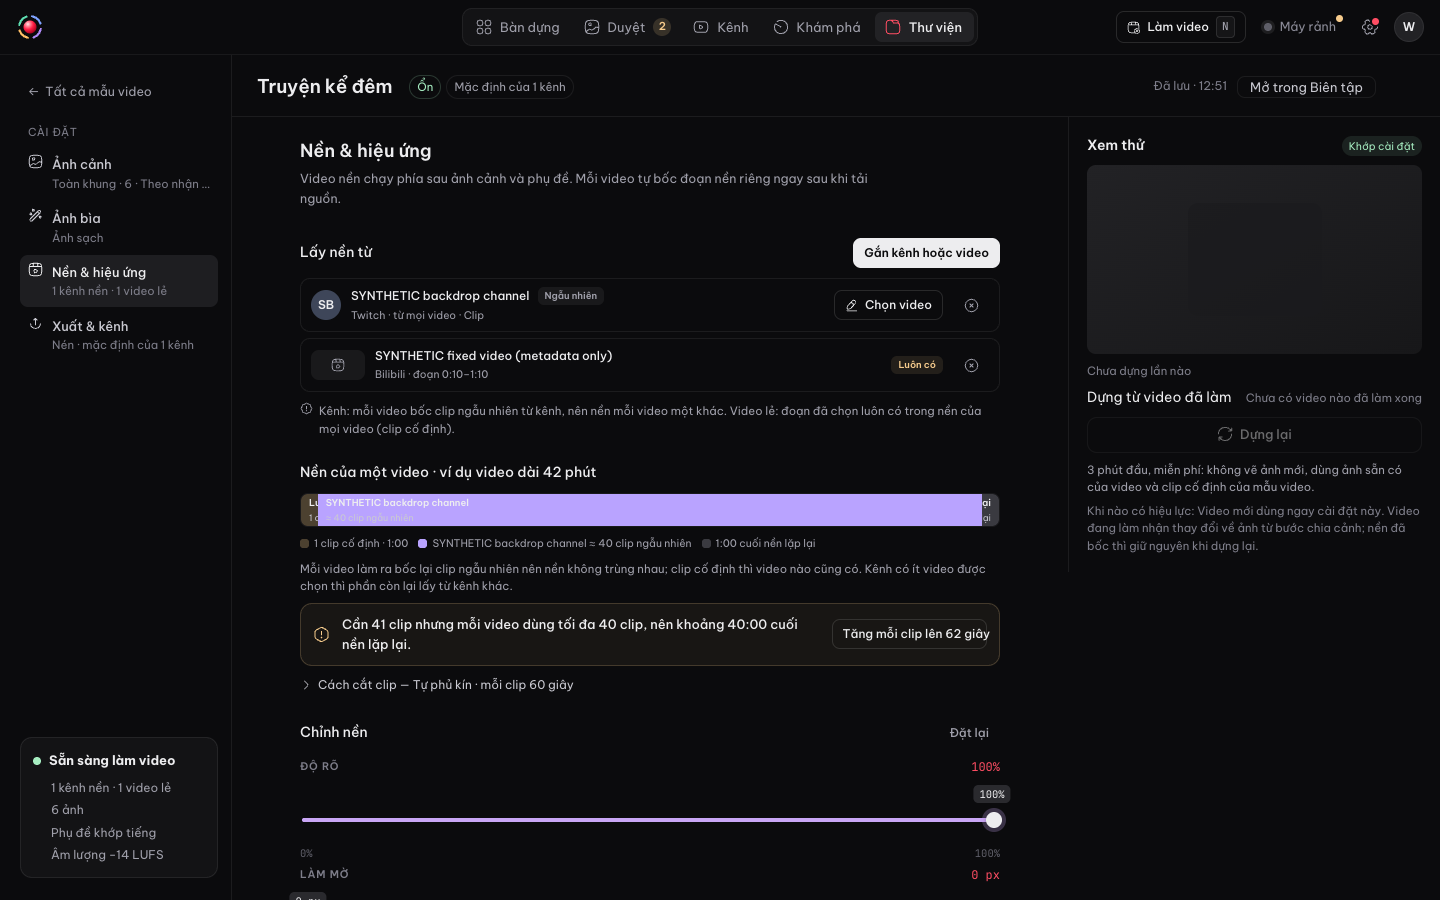 Bàn dựng
Duyệt 2
Kênh
Khám phá
Thư viện
Làm video N
Máy rảnh
W
← Tất cả mẫu video
CÀI ĐẶT
Ảnh cảnh
Toàn khung · 6 · Theo nhận ...
Ảnh bìa
Ảnh sạch
Nền & hiệu ứng
1 kênh nền · 1 video lẻ
Xuất & kênh
Nén · mặc định của 1 kênh
Sẵn sàng làm video
1 kênh nền · 1 video lẻ
6 ảnh
Phụ đề khớp tiếng
Âm lượng -14 LUFS
Truyện kể đêm
Ổn
Mặc định của 1 kênh
Đã lưu · 12:51
Mở trong Biên tập
Nền & hiệu ứng
Video nền chạy phía sau ảnh cảnh và phụ đề. Mỗi video tự bốc đoạn nền riêng ngay sau khi tải
nguồn.
Lấy nền từ
Gắn kênh hoặc video
SB
SYNTHETIC backdrop channel Ngẫu nhiên
Twitch · từ mọi video · Clip
Chọn video
SYNTHETIC fixed video (metadata only)
Bilibili · đoạn 0:10–1:10
Luôn có
Kênh: mỗi video bốc clip ngẫu nhiên từ kênh, nên nền mỗi video một khác. Video lẻ: đoạn đã chọn luôn có trong nền của
mọi video (clip cố định).
Nền của một video · ví dụ video dài 42 phút
SYNTHETIC backdrop channel
≈ 40 clip ngẫu nhiên
1 clip cố định · 1:00
SYNTHETIC backdrop channel ≈ 40 clip ngẫu nhiên
1:00 cuối nền lặp lại
Mỗi video làm ra bốc lại clip ngẫu nhiên nên nền không trùng nhau; clip cố định thì video nào cũng có. Kênh có ít video được
chọn thì phần còn lại lấy từ kênh khác.
Cần 41 clip nhưng mỗi video dùng tối đa 40 clip, nên khoảng 40:00 cuối
nền lặp lại.
Tăng mỗi clip lên 62 giây
Cách cắt clip — Tự phủ kín · mỗi clip 60 giây
Chỉnh nền
Đặt lại
ĐỘ RÕ
100%
100%
0%
100%
LÀM MỜ
0 px
Xem thử
Khớp cài đặt
Chưa dựng lần nào
Dựng từ video đã làm
Chưa có video nào đã làm xong
Dựng lại
3 phút đầu, miễn phí: không vẽ ảnh mới, dùng ảnh sẵn có
của video và clip cố định của mẫu video.
Khi nào có hiệu lực: Video mới dùng ngay cài đặt này. Video
đang làm nhận thay đổi về ảnh từ bước chia cảnh; nền đã
bốc thì giữ nguyên khi dựng lại.